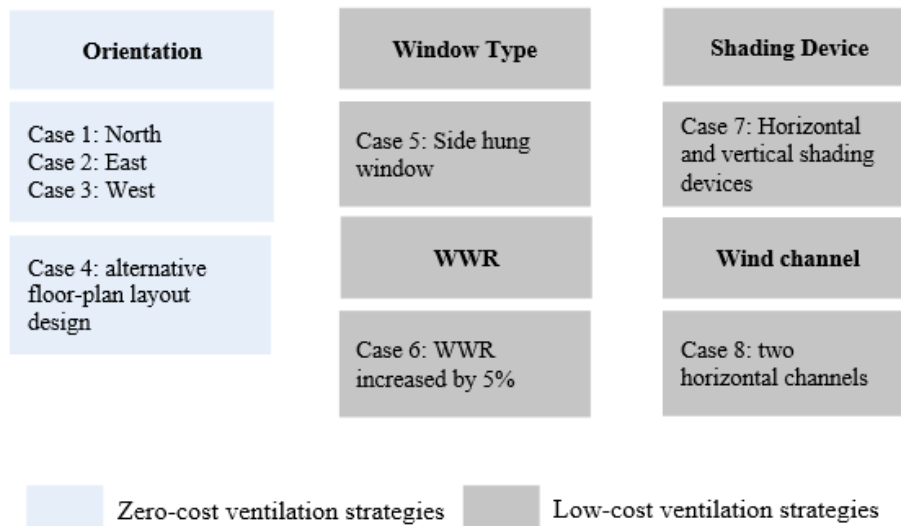 Orientation
Case 1: North
Case 2: East
Case 3: West
Case 4: alternative
floor-plan layout
design
Window Type
Case 5: Side hung
window
WWR
Case 6: WWR
increased by 5%
Shading Device
Case 7: Horizontal
and vertical shading
devices
Wind channel
Case 8: two
horizontal channels
Zero-cost ventilation strategies
Low-cost ventilation strategies